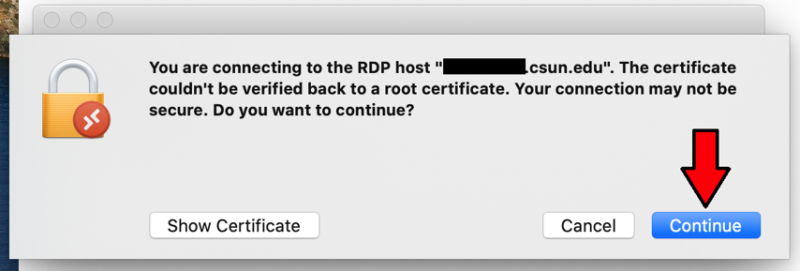 You are connecting to the RDP host ".csun.edu". The certificate
couldn't be verified back to a root certificate. Your connection may not be
secure. Do you want to continue?
Show Certificate
Cancel
Continue